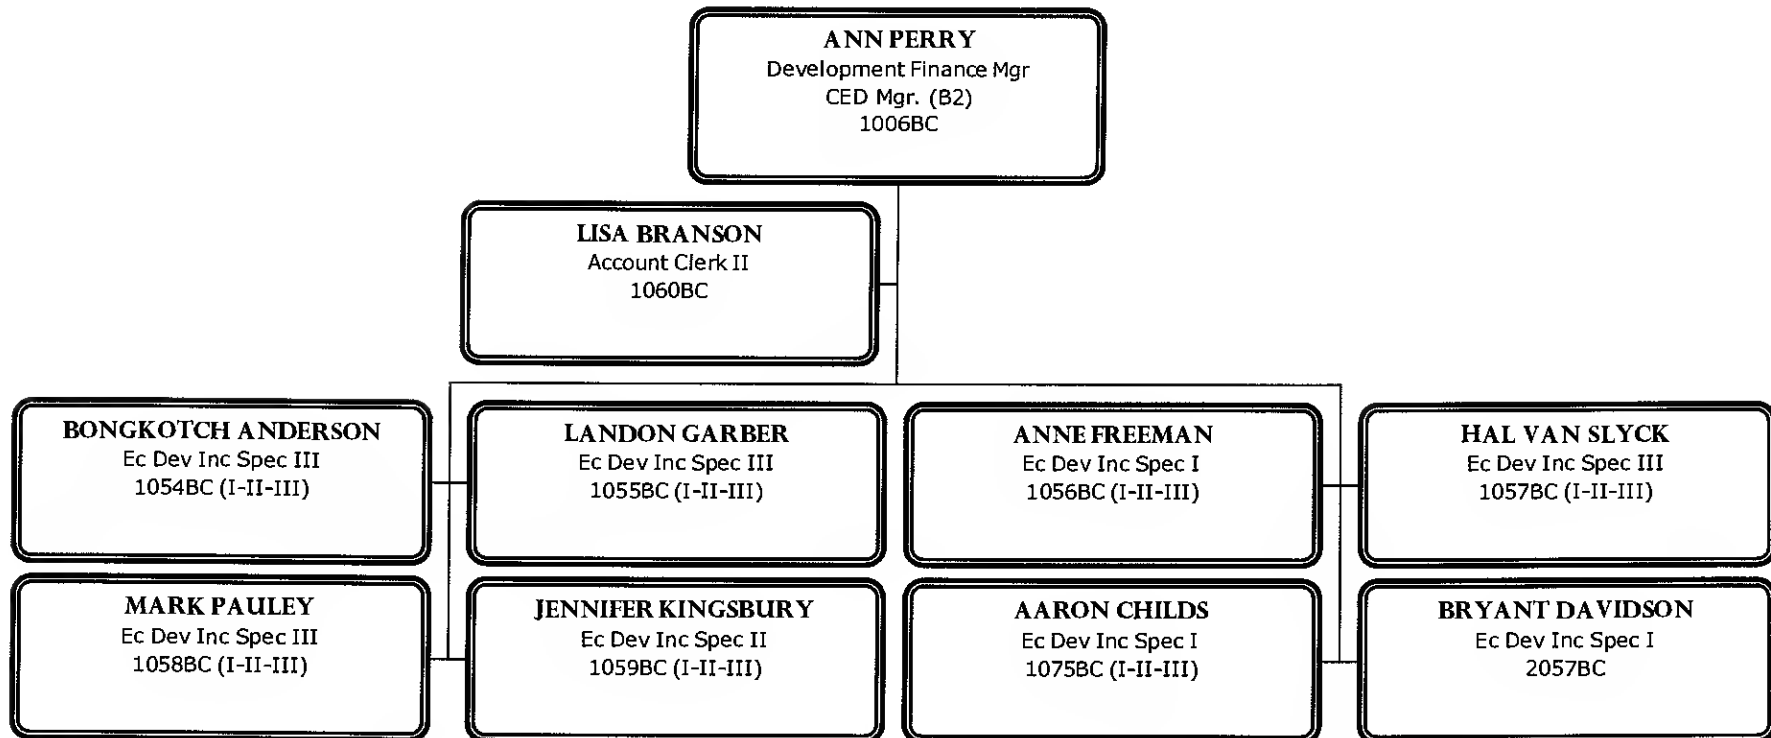 ANN PERRY
Development Finance Mgr
CED Mgr. (B2)
1006BC
LISA BRANSON
Account Clerk II
1060BC
BONGKOTCH ANDERSON
Ec Dev Inc Spec III
1054BC (I-II-III)
LANDON GARBER
Ec Dev Inc Spec III
1055BC (I-II-III)
ANNE FREEMAN
Ec Dev Inc Spec I
1056BC (I-II-III)
HAL VAN SLYCK
Ec Dev Inc Spec III
1057BC (I-II-III)
MARK PAULEY
Ec Dev Inc Spec III
1058BC (I-II-III)
JENNIFER KINGSBURY
Ec Dev Inc Spec II
1059BC (I-II-III)
AARON CHILDS
Ec Dev Inc Spec I
1075BC (I-II-III)
BRYANT DAVIDSON
Ec Dev Inc Spec I
2057BC